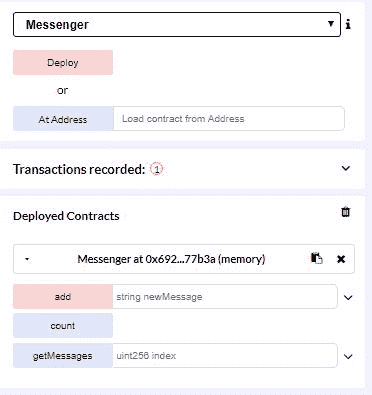 Messenger
Deploy
or
At Address Load contract from Address
Transactions recorded: 1
Deployed Contracts
Messenger at 0x692...77b3a (memory)
add string newMessage
count
getMessages uint256 index